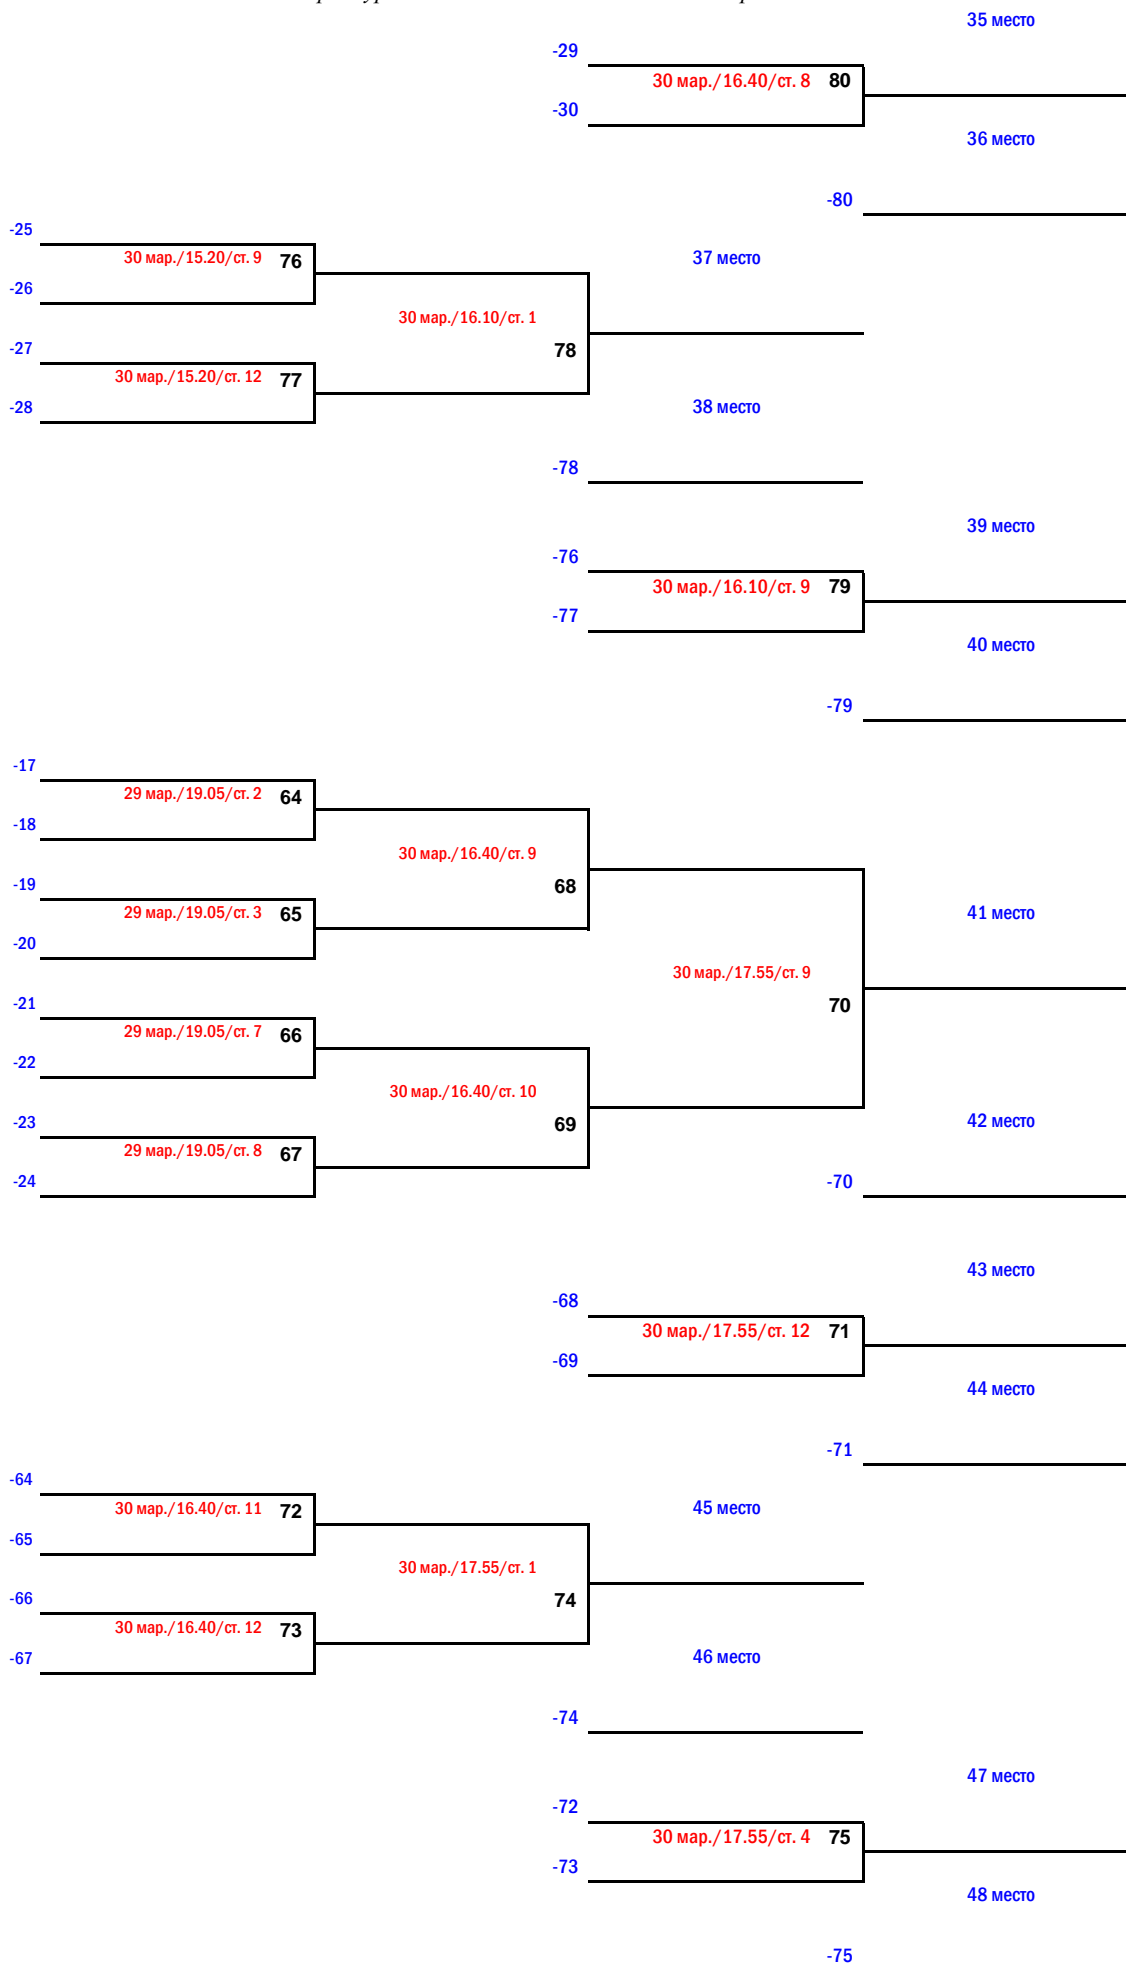 35 место
-29
30 мар./16.40/ст. 8 80
-30
36 место
-80
-25
30 мар./15.20/ст. 9 76
37 место
-26
30 мар./16.10/ст. 1
-27
78
30 мар./15.20/ст. 12 77
-28
38 место
-78
39 место
-76
30 мар./16.10/ст. 9 79
-77
40 место
-79
-17
29 мар./19.05/ст. 2 64
-18
30 мар./16.40/ст. 9
-19
68
29 мар./19.05/ст. 3 65
41 место
-20
30 мар./17.55/ст. 9
-21
70
29 мар./19.05/ст. 7 66
-22
30 мар./16.40/ст. 10
-23
69
42 место
29 мар./19.05/ст. 8 67
-24
-70
43 место
-68
30 мар./17.55/ст. 12 71
-69
44 место
-71
-64
30 мар./16.40/ст. 11 72
45 место
-65
30 мар./17.55/ст. 1
-66
74
30 мар./16.40/ст. 12 73
-67
46 место
-74
47 место
-72
30 мар./17.55/ст. 4 75
-73
48 место
-75